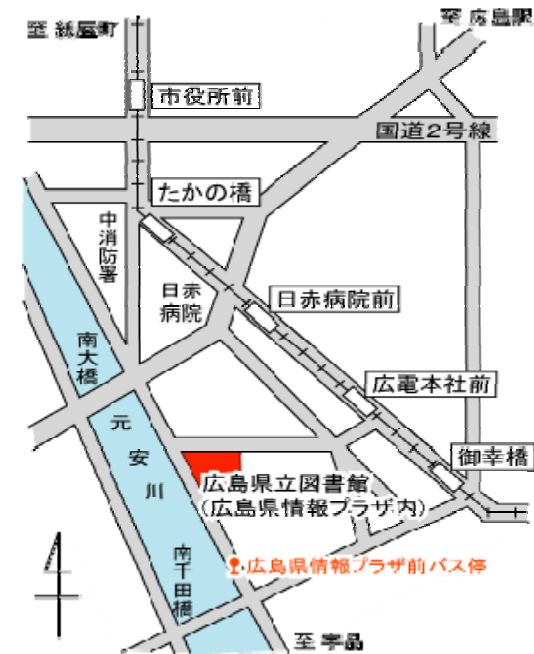 至 広島駅
至 紙屋町
市役所前
国道2号線
たかの橋
中消防署
日赤
病院
日赤病院前
南大橋
広電本社前
元安川
御幸橋
広島県立図書館
(広島県情報プラザ内)
南千田橋
広島県情報プラザ前バス停
至 宇品